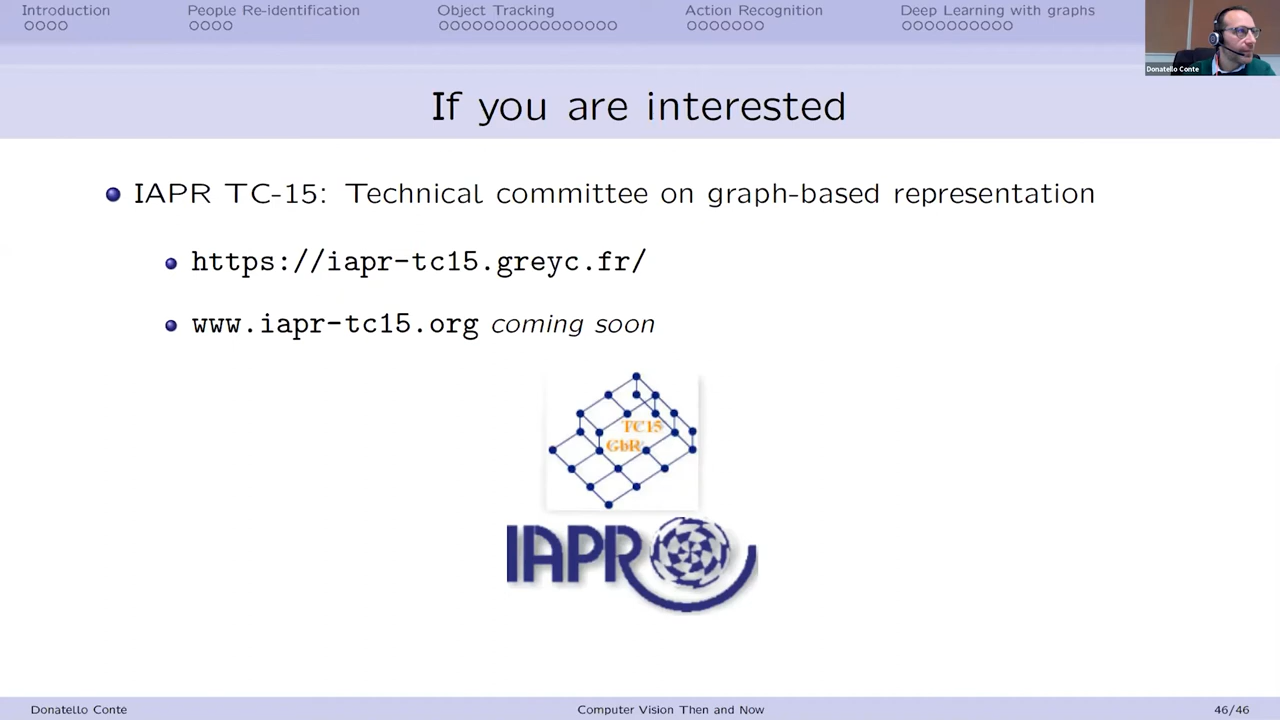 Introduction
People Re-identification
Object Tracking
Action Recognition
Deep Learning with graphs
Donatello Conte
If you are interested
IAPR TC-15: Technical committee on graph-based representation
https://iapr-tc15.greyc.fr/
www.iapr-tc15.org coming soon
TC15
GbR
IAPR
Donatello Conte
Computer Vision Then and Now
46/46